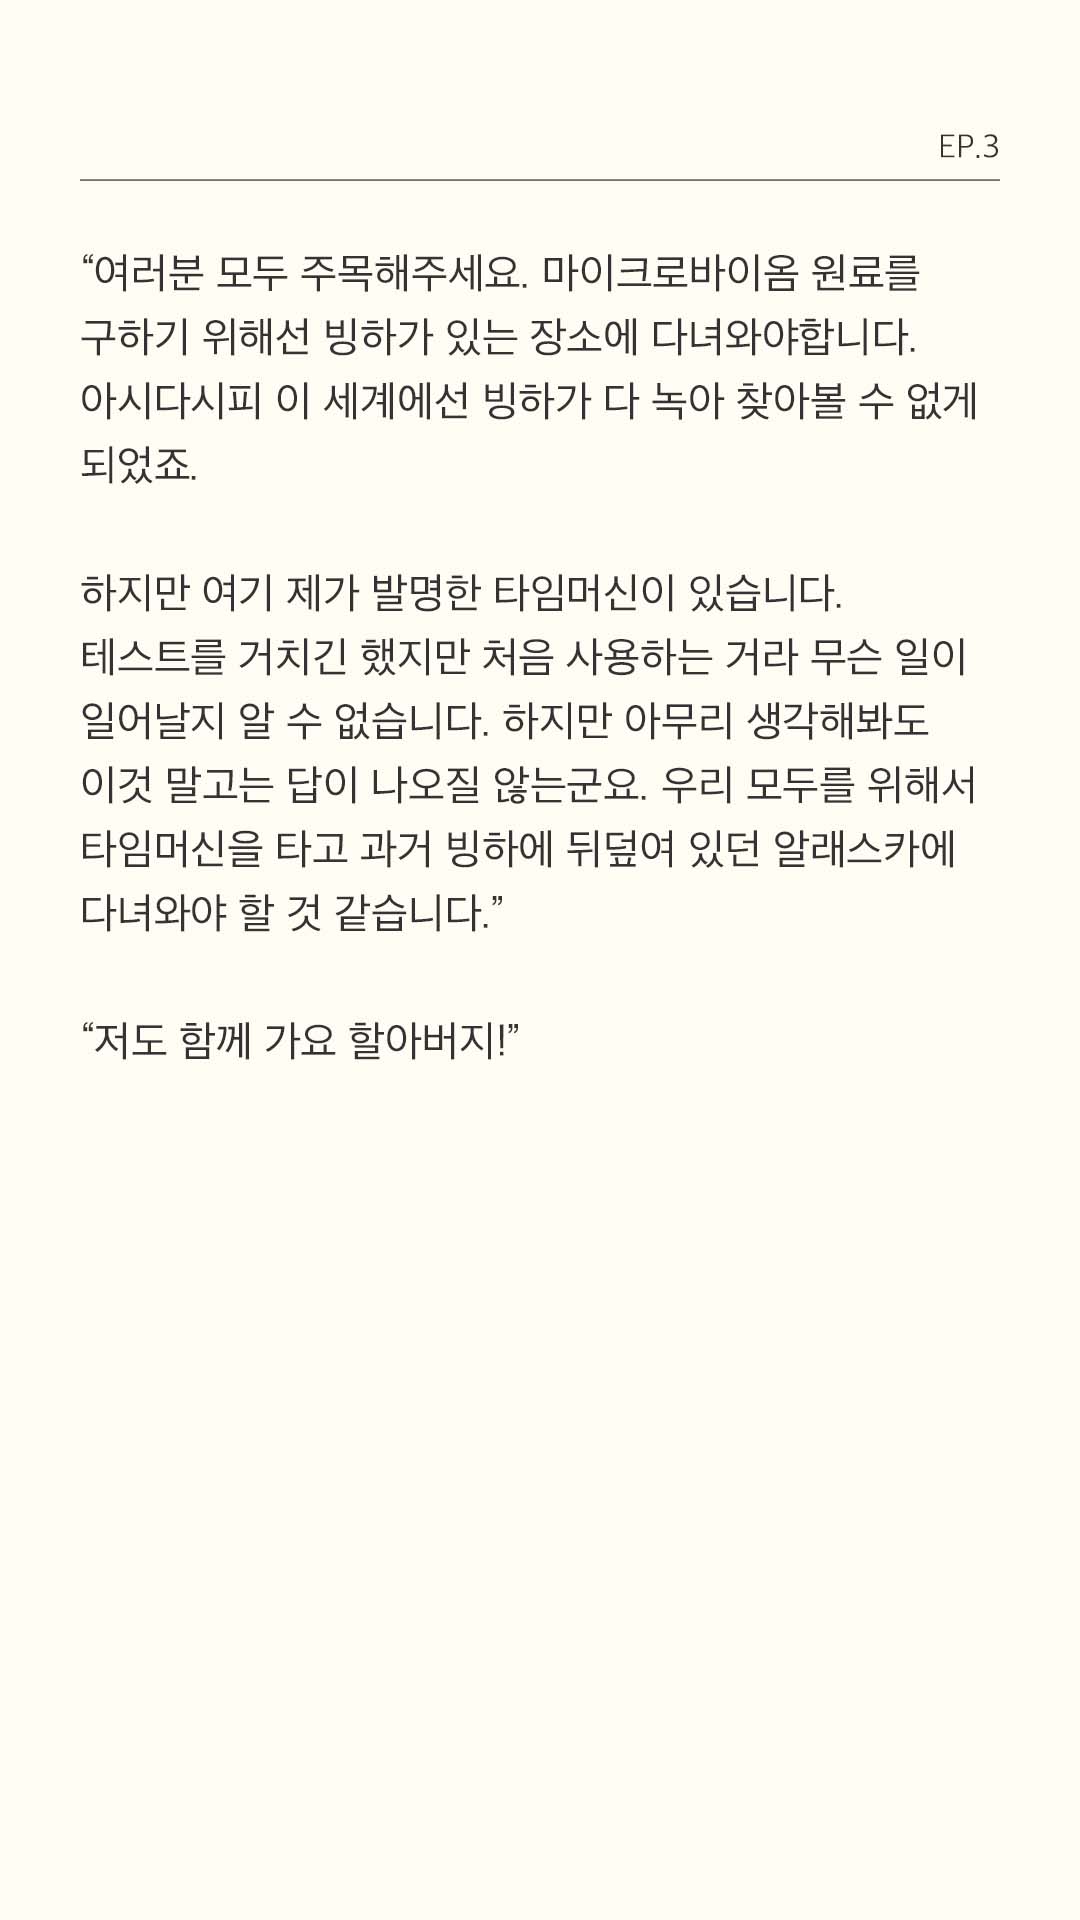 EP.3
“여러분 모두 주목해주세요. 마이크로바이옴 원료를
구하기 위해선 빙하가 있는 장소에 다녀와야합니다.
아시다시피 이 세계에선 빙하가 다 녹아 찾아볼 수 없게
되었죠.
하지만 여기 제가 발명한 타임머신이 있습니다.
테스트를 거치긴 했지만 처음 사용하는 거라 무슨 일이
일어날지 알 수 없습니다. 하지만 아무리 생각해봐도
이것 말고는 답이 나오질 않는군요. 우리 모두를 위해서
타임머신을 타고 과거 빙하에 뒤덮여 있던 알래스카에
다녀와야 할 것 같습니다.”
“저도 함께 가요 할아버지!”